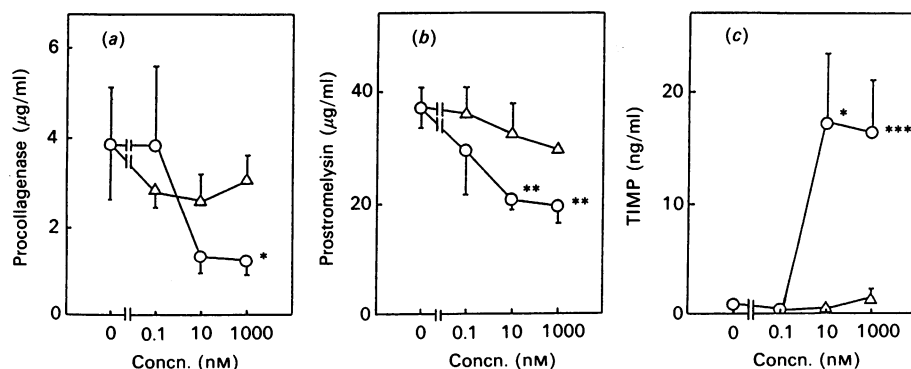 (a)
Procollagenase (µg/ml)
6
4
2
0
*
0 0.1 10 1000
Concn. (nM)
(b)
Prostromelysin (µg/ml)
40
20
0
**
**
0 0.1 10 1000
Concn. (nM)
(c)
TIMP (ng/ml)
20
10
0
*
***
0 0.1 10 1000
Concn. (nM)